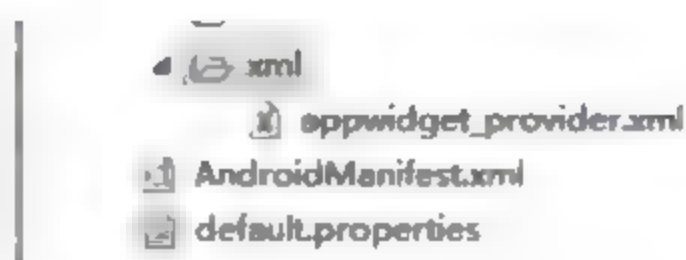 xml
appwidget_provider.xml
AndroidManifest.xml
default.properties